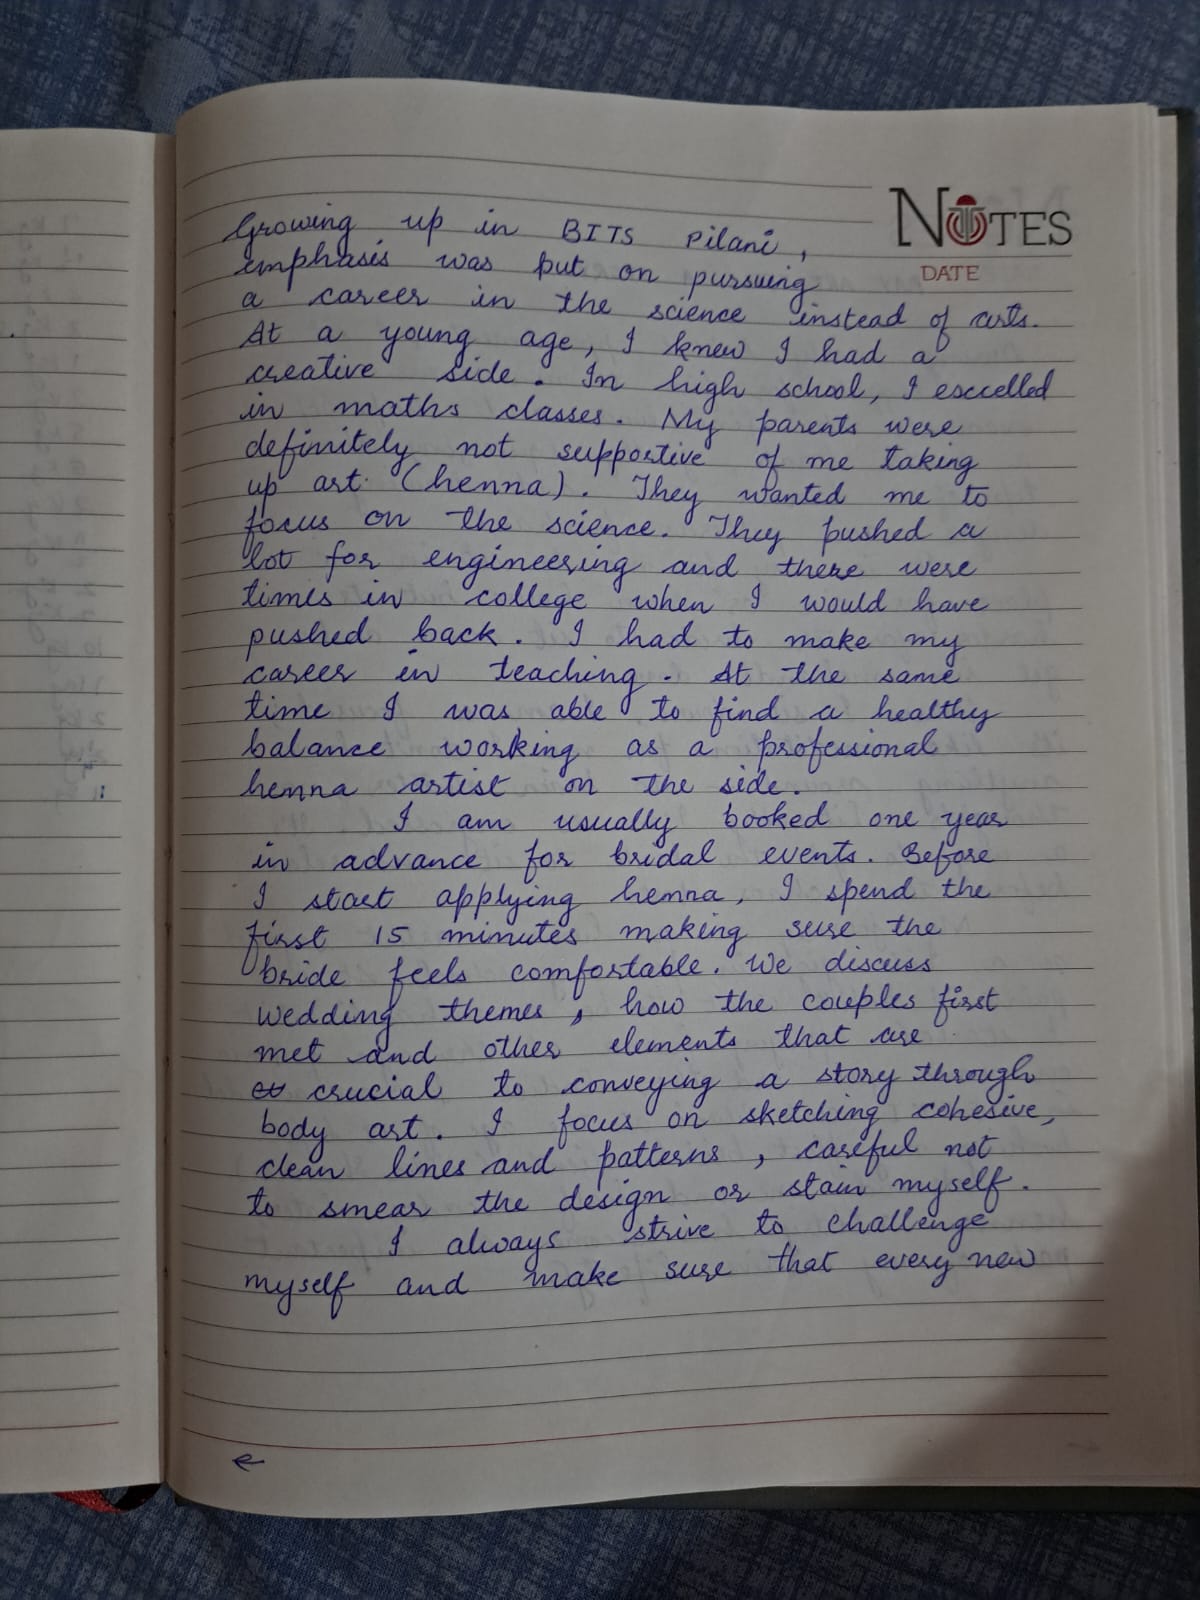 NOTES
DATE
Growing up in BITS Pilani,
emphasis was put on pursuing
a career in the science instead of arts.
At a young age, I knew I had a
creative side. In high school, I excelled
in maths classes. My parents were
definitely not supportive of me taking
up art (henna). They wanted me to
focus on the science. They pushed a
lot for engineering and there were
times in college when I would have
pushed back. I had to make my
career in teaching. At the same
time I was able to find a healthy
balance working as a professional
henna artist on the side.
I am usually booked one year
in advance for bridal events. Before
I start applying henna, I spend the
first 15 minutes making sure the
bride feels comfortable. We discuss
wedding themes, how the couples first
met and other elements that are
crucial to conveying a story through
body art. I focus on sketching cohesive,
clean lines and patterns, careful not
to smear the design or stain myself.
I always strive to challenge
myself and make sure that every new